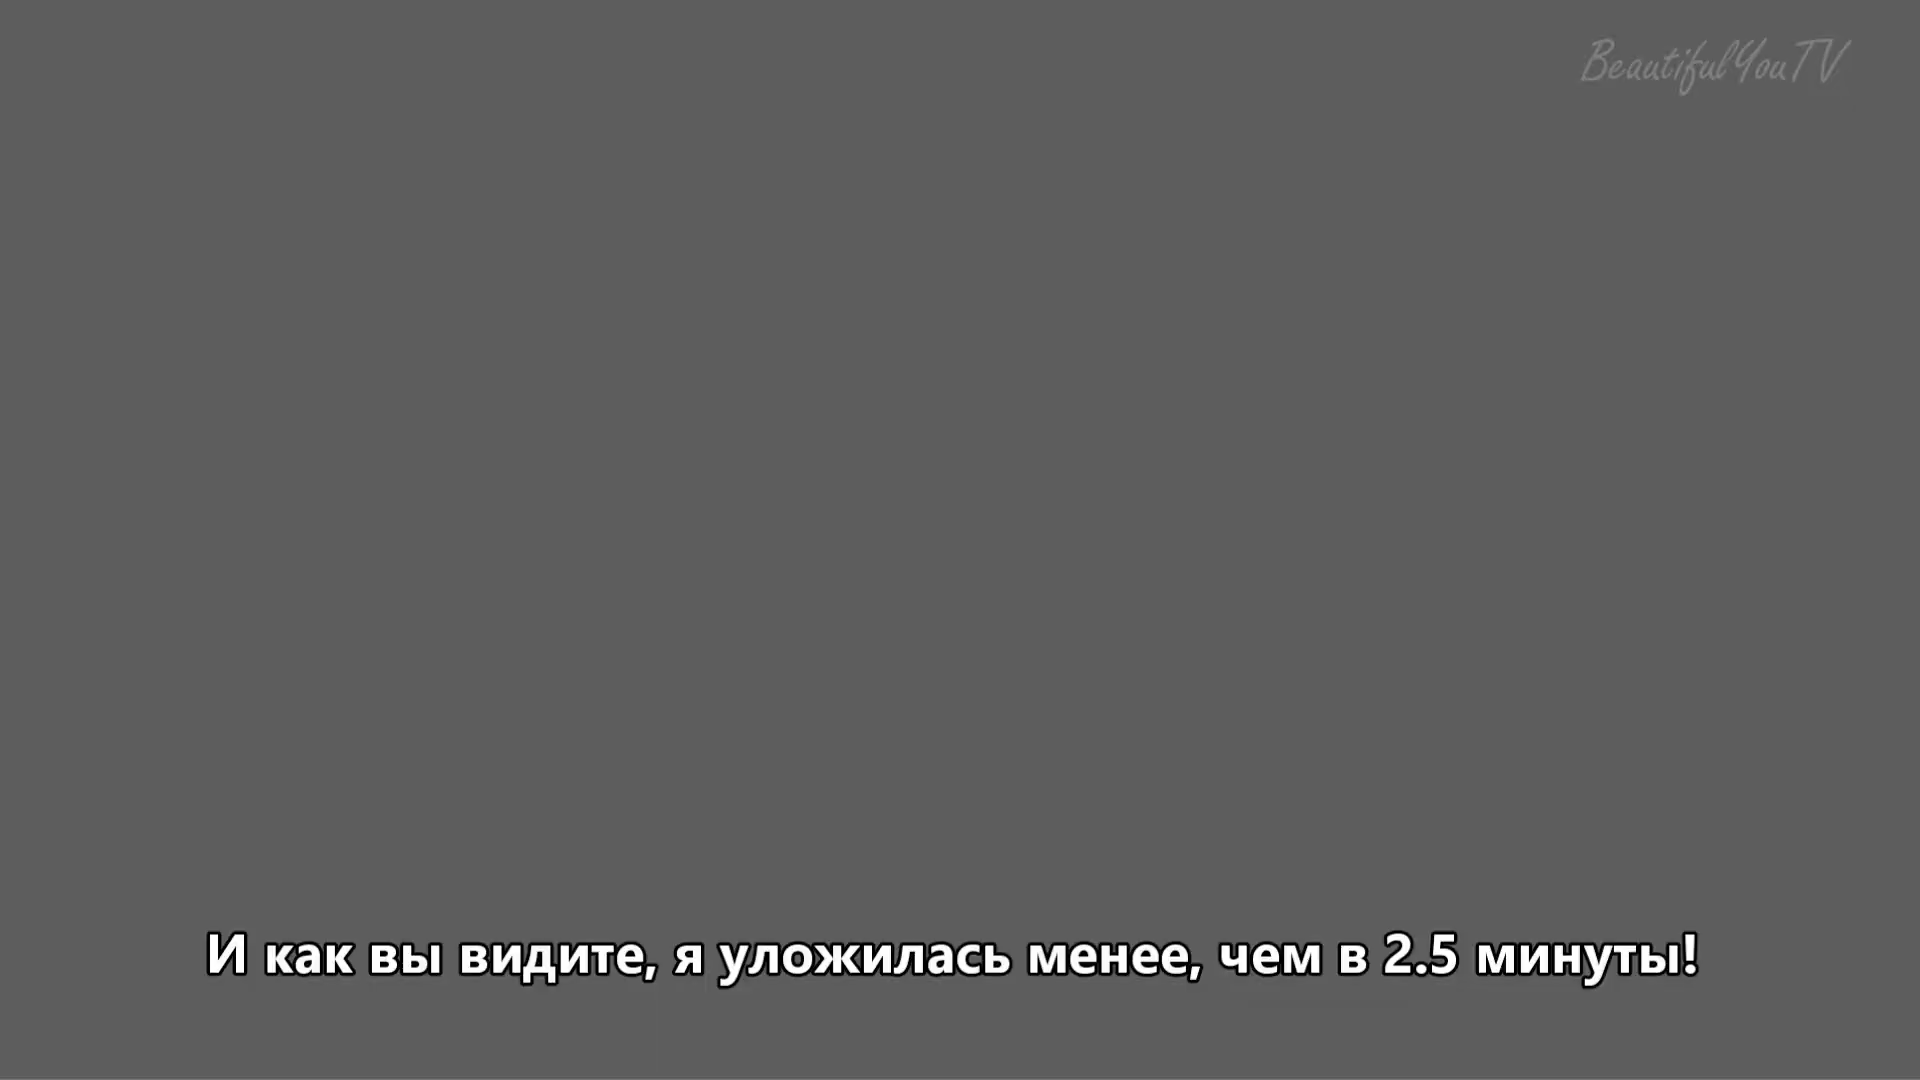 BeautifulYouTV
И как вы видите, я уложилась менее, чем в 2.5 минуты!